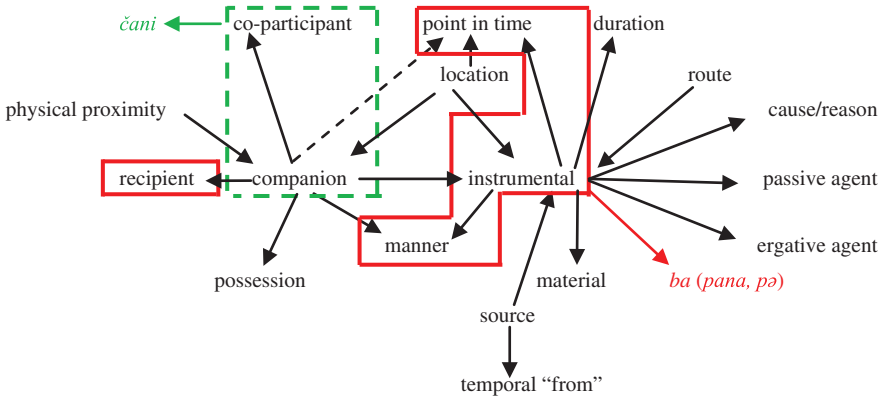 čani
co-participant
point in time
duration
location
route
physical proximity
cause/reason
recipient
companion
instrumental
passive agent
manner
ergative agent
possession
material
ba (pana, pə)
source
temporal “from”